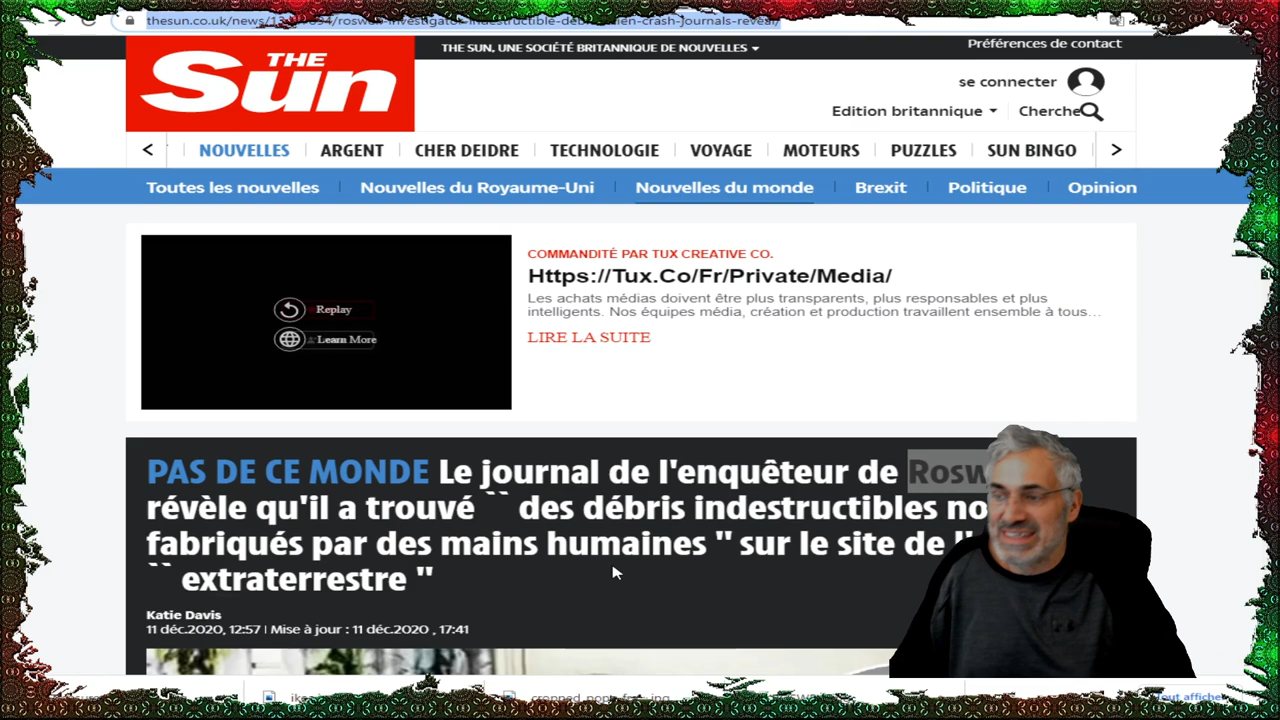 thesun.co.uk/news/
THE SUN, UNE SOCIÉTÉ BRITANNIQUE DE NOUVELLES
Préférences de contact
THE Sun
se connecter
Edition britannique
Cherche
NOUVELLES ARGENT CHER DEIDRE TECHNOLOGIE VOYAGE MOTEURS PUZZLES SUN BINGO
Toutes les nouvelles Nouvelles du Royaume-Uni Nouvelles du monde Brexit Politique Opinion
Replay
Learn More
COMMANDITÉ PAR TUX CREATIVE CO.
Https://Tux.Co/Fr/Private/Media/
Les achats médias doivent être plus transparents, plus responsables et plus
intelligents. Nos équipes média, création et production travaillent ensemble à tous...
LIRE LA SUITE
PAS DE CE MONDE Le journal de l'enquêteur de Rosw
révèle qu'il a trouvé `` des débris indestructibles no
fabriqués par des mains humaines '' sur le site de l'
`` extraterrestre ''
Katie Davis
11 déc.2020, 12:57 | Mise à jour : 11 déc.2020 , 17:41